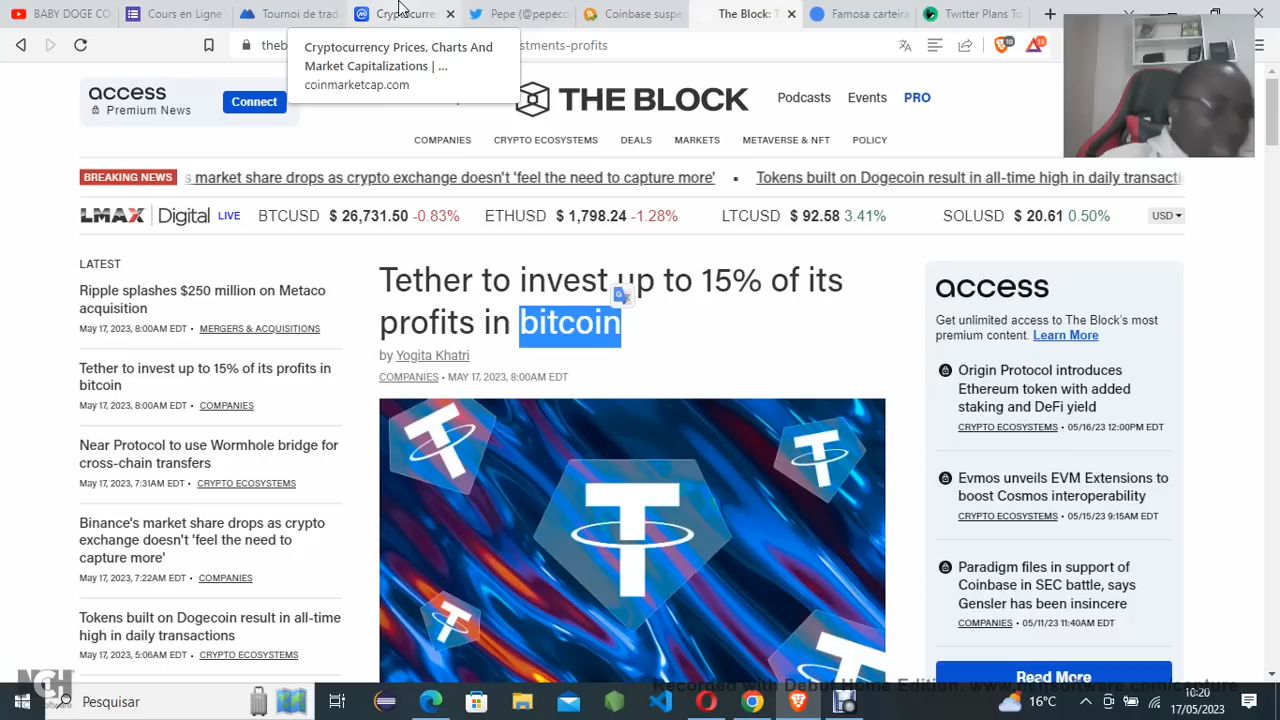 BABY DOGE CO
Cours en Ligne
Tournoi de trad
Cryptocurre
Pepe (@pepeco
Coinbase suspe
The Block: T
Famosa carteira
Twitter Plans To
theb
stments-profits
Cryptocurrency Prices, Charts And
Market Capitalizations | ...
coinmarketcap.com
access
Premium News
Connect
THE BLOCK
Podcasts
Events
PRO
COMPANIES
CRYPTO ECOSYSTEMS
DEALS
MARKETS
METAVERSE & NFT
POLICY
BREAKING NEWS
s market share drops as crypto exchange doesn't 'feel the need to capture more' ▪ Tokens built on Dogecoin result in all-time high in daily transacti
LMAX | Digital LIVE BTCUSD $ 26,731.50 -0.83% ETHUSD $ 1,798.24 -1.28% LTCUSD $ 92.58 3.41% SOLUSD $ 20.61 0.50% USD
LATEST
Ripple splashes $250 million on Metaco
acquisition
May 17, 2023, 8:00AM EDT • MERGERS & ACQUISITIONS
Tether to invest up to 15% of its profits in
bitcoin
May 17, 2023, 8:00AM EDT • COMPANIES
Near Protocol to use Wormhole bridge for
cross-chain transfers
May 17, 2023, 7:31AM EDT • CRYPTO ECOSYSTEMS
Binance's market share drops as crypto
exchange doesn't 'feel the need to
capture more'
May 17, 2023, 7:22AM EDT • COMPANIES
Tokens built on Dogecoin result in all-time
high in daily transactions
May 17, 2023, 5:06AM EDT • CRYPTO ECOSYSTEMS
Tether to invest up to 15% of its
profits in bitcoin
by Yogita Khatri
COMPANIES • MAY 17, 2023, 8:00AM EDT
access
Get unlimited access to The Block's most
premium content. Learn More
Origin Protocol introduces
Ethereum token with added
staking and DeFi yield
CRYPTO ECOSYSTEMS • 05/16/23 12:00PM EDT
Evmos unveils EVM Extensions to
boost Cosmos interoperability
CRYPTO ECOSYSTEMS • 05/15/23 9:15AM EDT
Paradigm files in support of
Coinbase in SEC battle, says
Gensler has been insincere
COMPANIES • 05/11/23 11:40AM EDT
Read More
NCH
Software
Recorded with Debut Home Edition. www.nchsoftware.com/capture
Pesquisar
16°C
10:20
17/05/2023